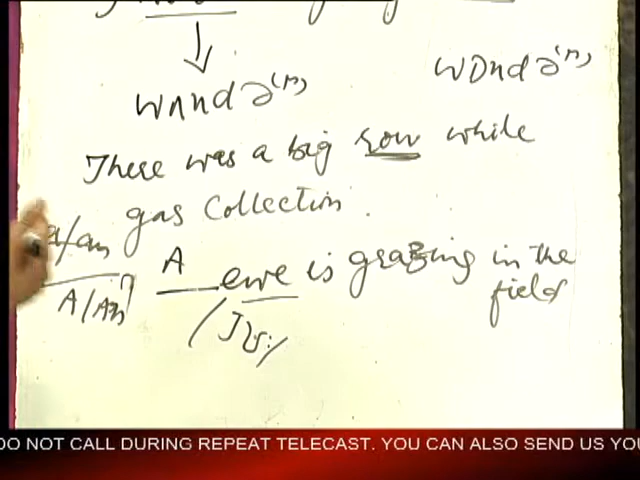 wʌndə(r) wɒndə(r)
There was a big row while
gas collection.
a/an
A/An? A ewe is grazing in the field
/jʊː/
DO NOT CALL DURING REPEAT TELECAST. YOU CAN ALSO SEND US YOU